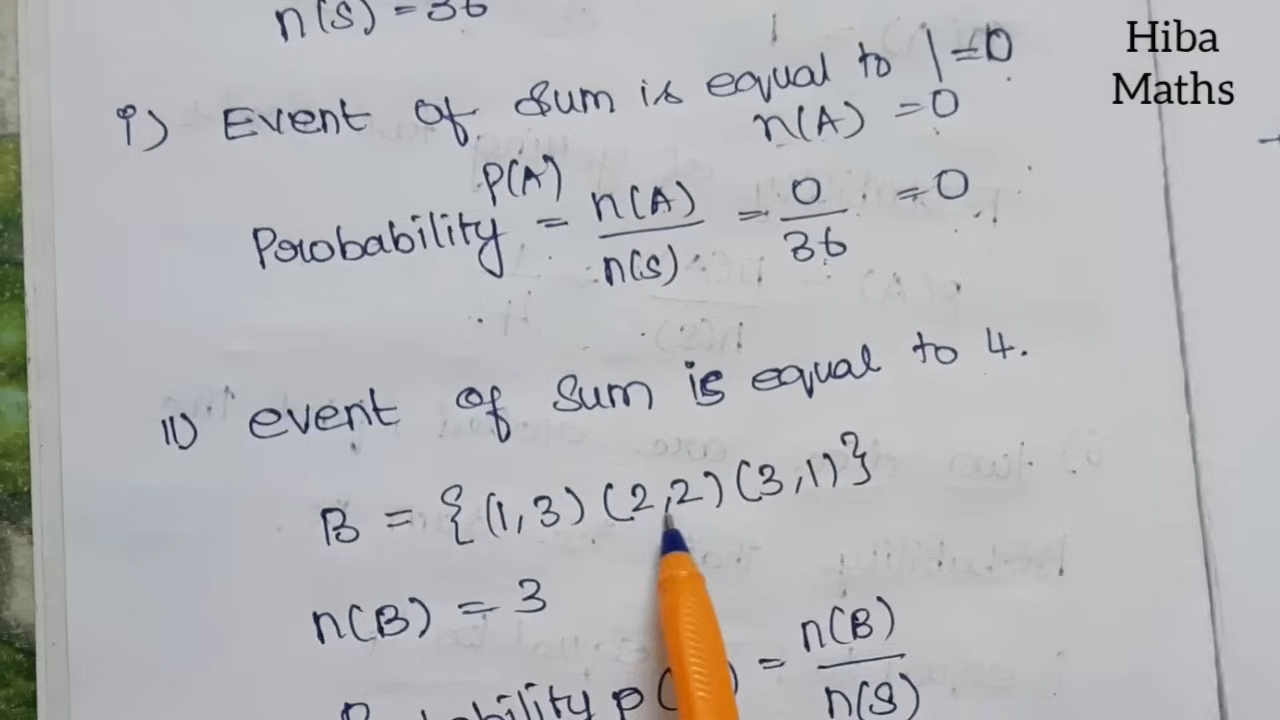 n(S) = 36
Hiba
Maths
i) Event of sum is equal to 1 = 0
n(A) = 0
P(A)
Probability = n(A)/n(S) = 0/36 = 0
ii) event of sum is equal to 4.
B = {(1,3) (2,2) (3,1)}
n(B) = 3
p( ) = n(B)/n(S)